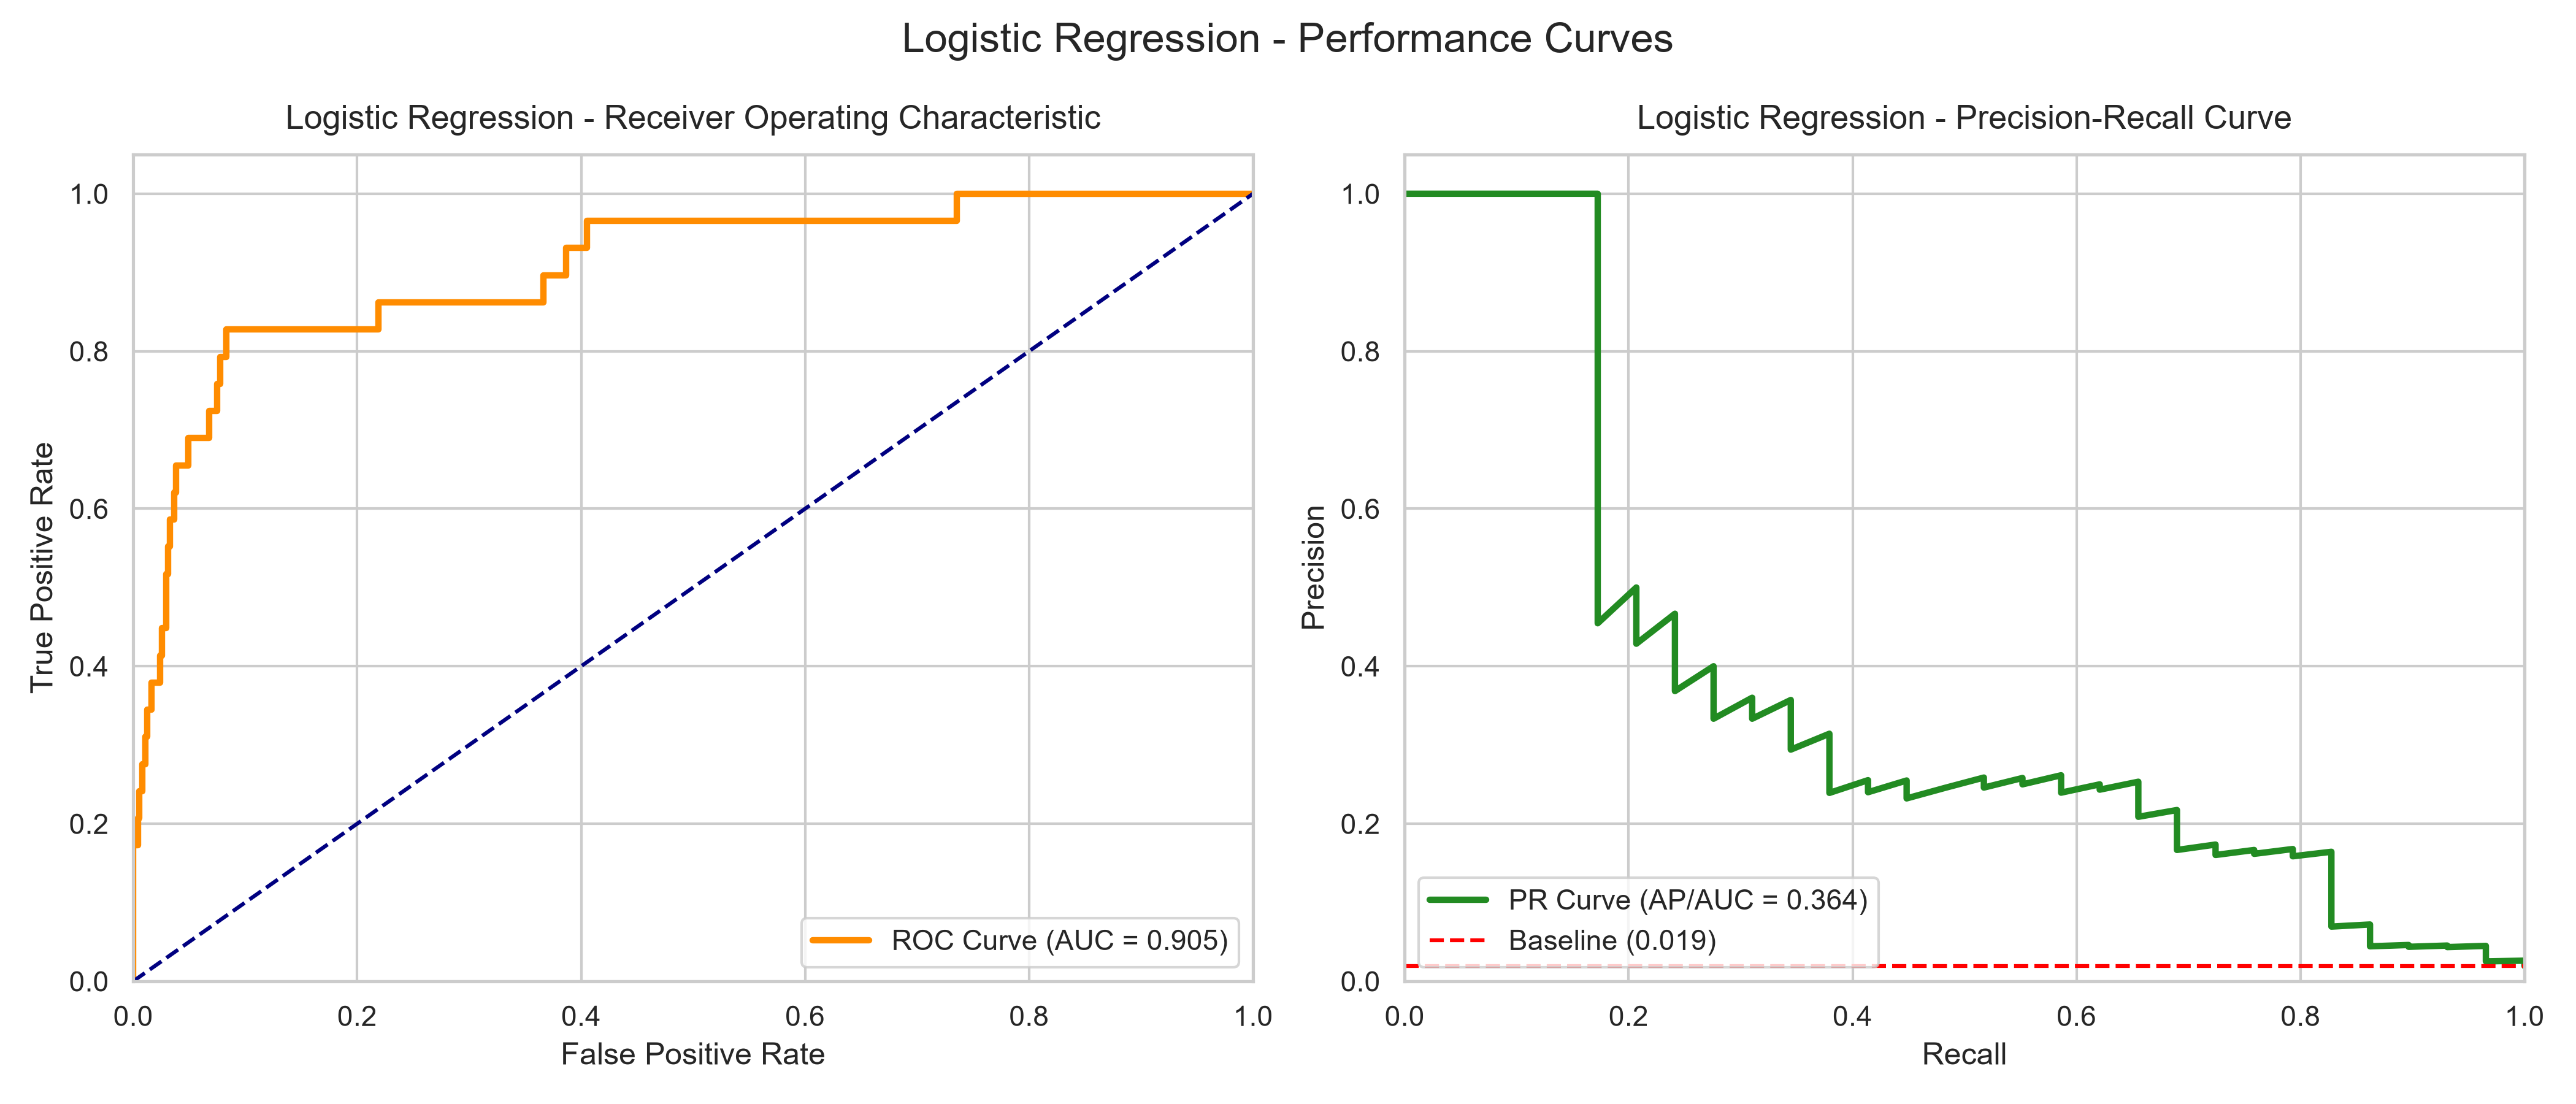 Logistic Regression - Performance Curves
Logistic Regression - Receiver Operating Characteristic
True Positive Rate
1.0
0.8
0.6
0.4
0.2
0.0
0.0 0.2 0.4 0.6 0.8 1.0
False Positive Rate
ROC Curve (AUC = 0.905)
Logistic Regression - Precision-Recall Curve
Precision
1.0
0.8
0.6
0.4
0.2
0.0
0.0 0.2 0.4 0.6 0.8 1.0
Recall
PR Curve (AP/AUC = 0.364)
Baseline (0.019)